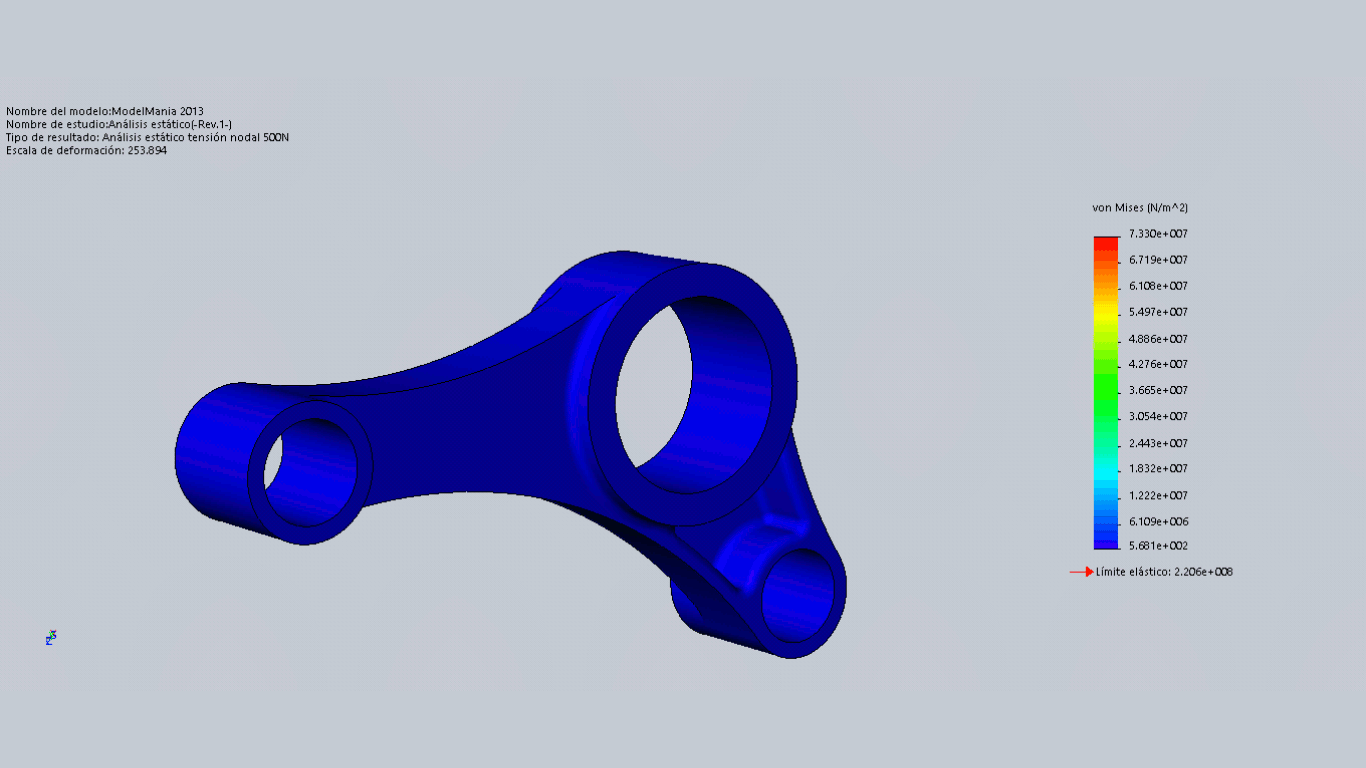 Nombre del modelo:ModelMania 2013
Nombre de estudio:Análisis estático(-Rev.1-)
Tipo de resultado: Análisis estático tensión nodal 500N
Escala de deformación: 253.894
von Mises (N/m^2)
7.330e+007
6.719e+007
6.108e+007
5.497e+007
4.886e+007
4.276e+007
3.665e+007
3.054e+007
2.443e+007
1.832e+007
1.222e+007
6.109e+006
5.681e+002
Límite elástico: 2.206e+008